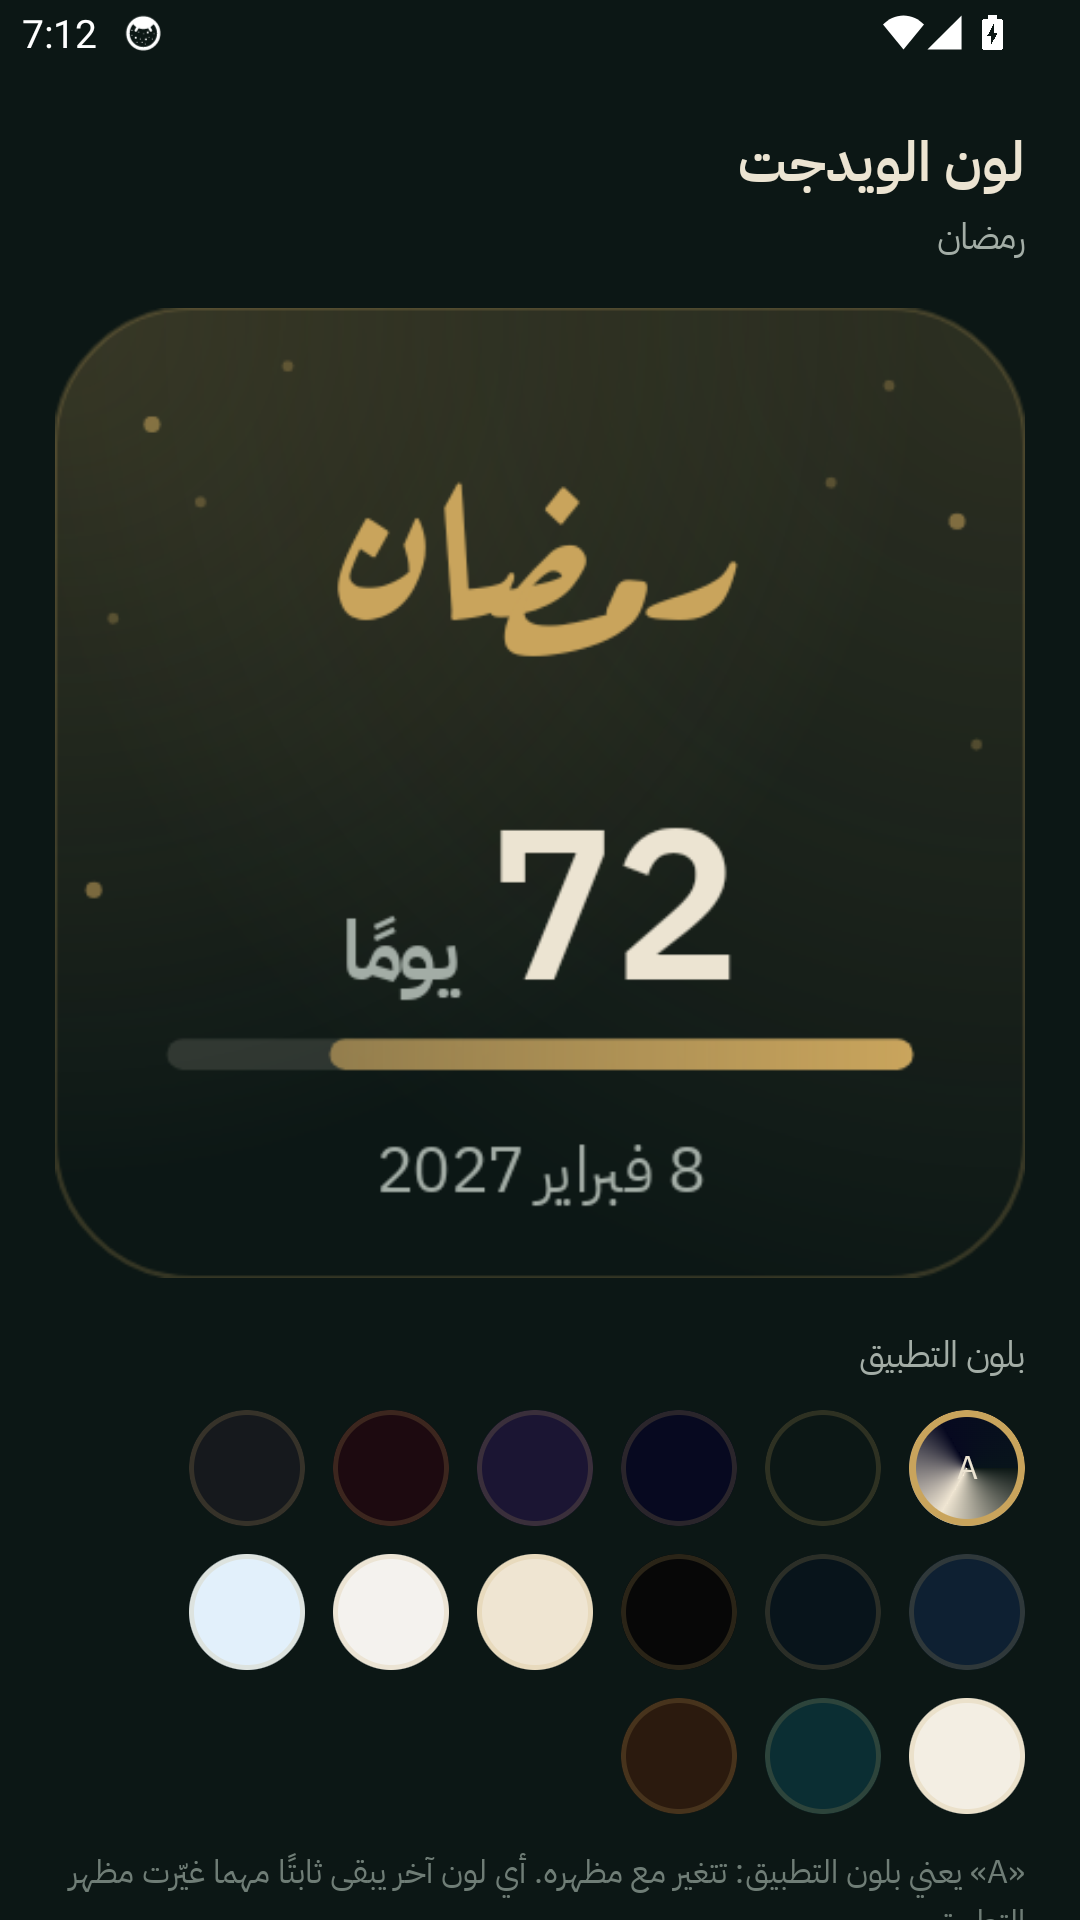 7:12
لون الويدجت
رمضان
رمضان
72 يومًا
8 فبراير 2027
بلون التطبيق
A
«A» يعني بلون التطبيق: تتغير مع مظهره. أي لون آخر يبقى ثابتًا مهما غيّرت مظهر